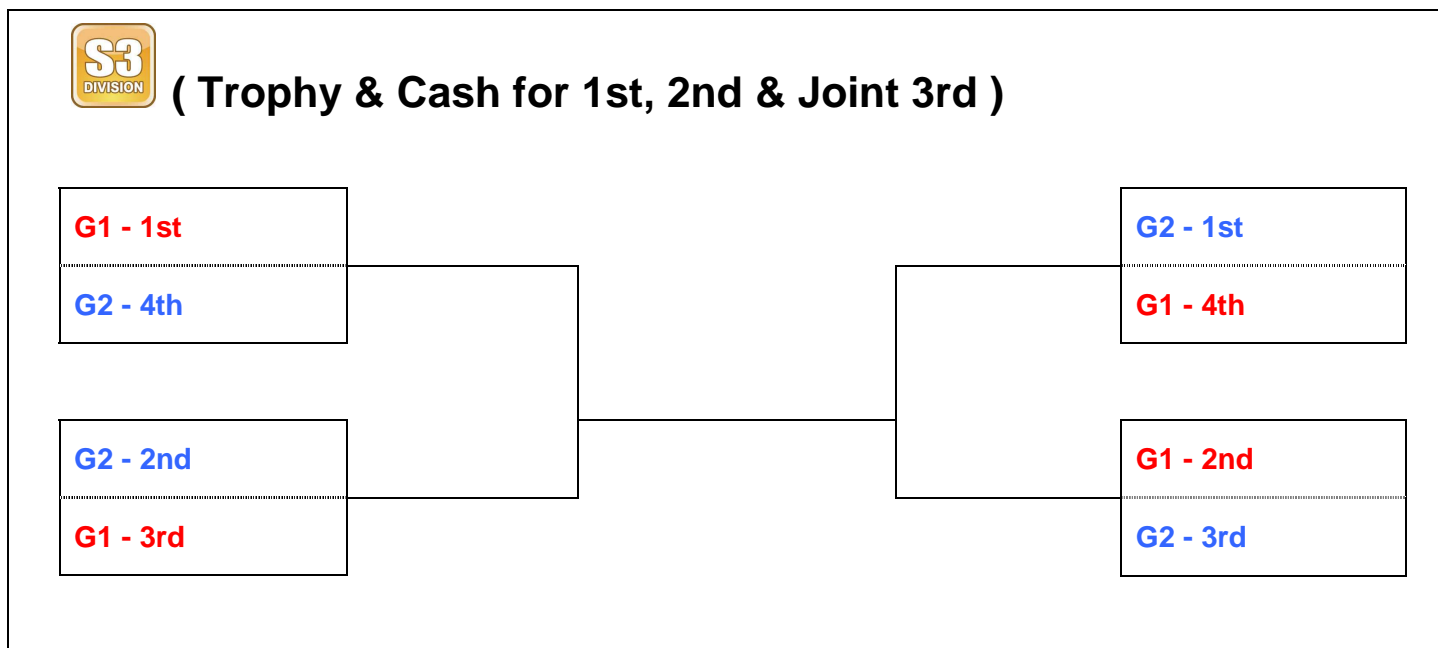 S3
DIVISION
( Trophy & Cash for 1st, 2nd & Joint 3rd )
G1 - 1st
G2 - 4th
G2 - 2nd
G1 - 3rd
G2 - 1st
G1 - 4th
G1 - 2nd
G2 - 3rd